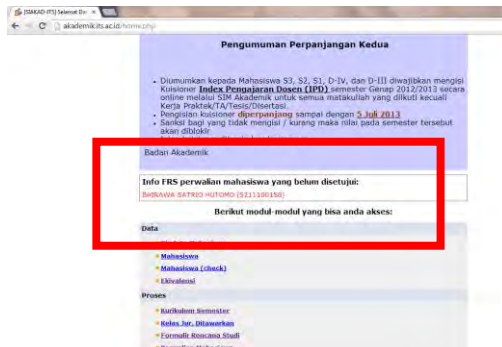 [SIAKAD-ITS] Selamat Da
akademik.its.ac.id/home.php
Pengumuman Perpanjangan Kedua
Diumumkan kepada Mahasiswa S3, S2, S1, D-IV, dan D-III diwajibkan mengisi
Kuisioner Index Pengajaran Dosen (IPD) semester Genap 2012/2013 secara
online melalui SIM Akademik untuk semua matakuliah yang diikuti kecuali
Kerja Praktek/TA/Tesis/Disertasi.
Pengisian kuisioner diperpanjang sampai dengan 5 Juli 2013
Sanksi bagi yang tidak mengisi / kurang maka nilai pada semester tersebut
akan diblokir
Badan Akademik
Info FRS perwalian mahasiswa yang belum disetujui:
Berikut modul-modul yang bisa anda akses:
Data
Mahasiswa
Mahasiswa (chuck)
Ekivalensi
Proses
Kurikulum Semester
Kelas Jur. Ditawarkan
Formulir Rencana Studi